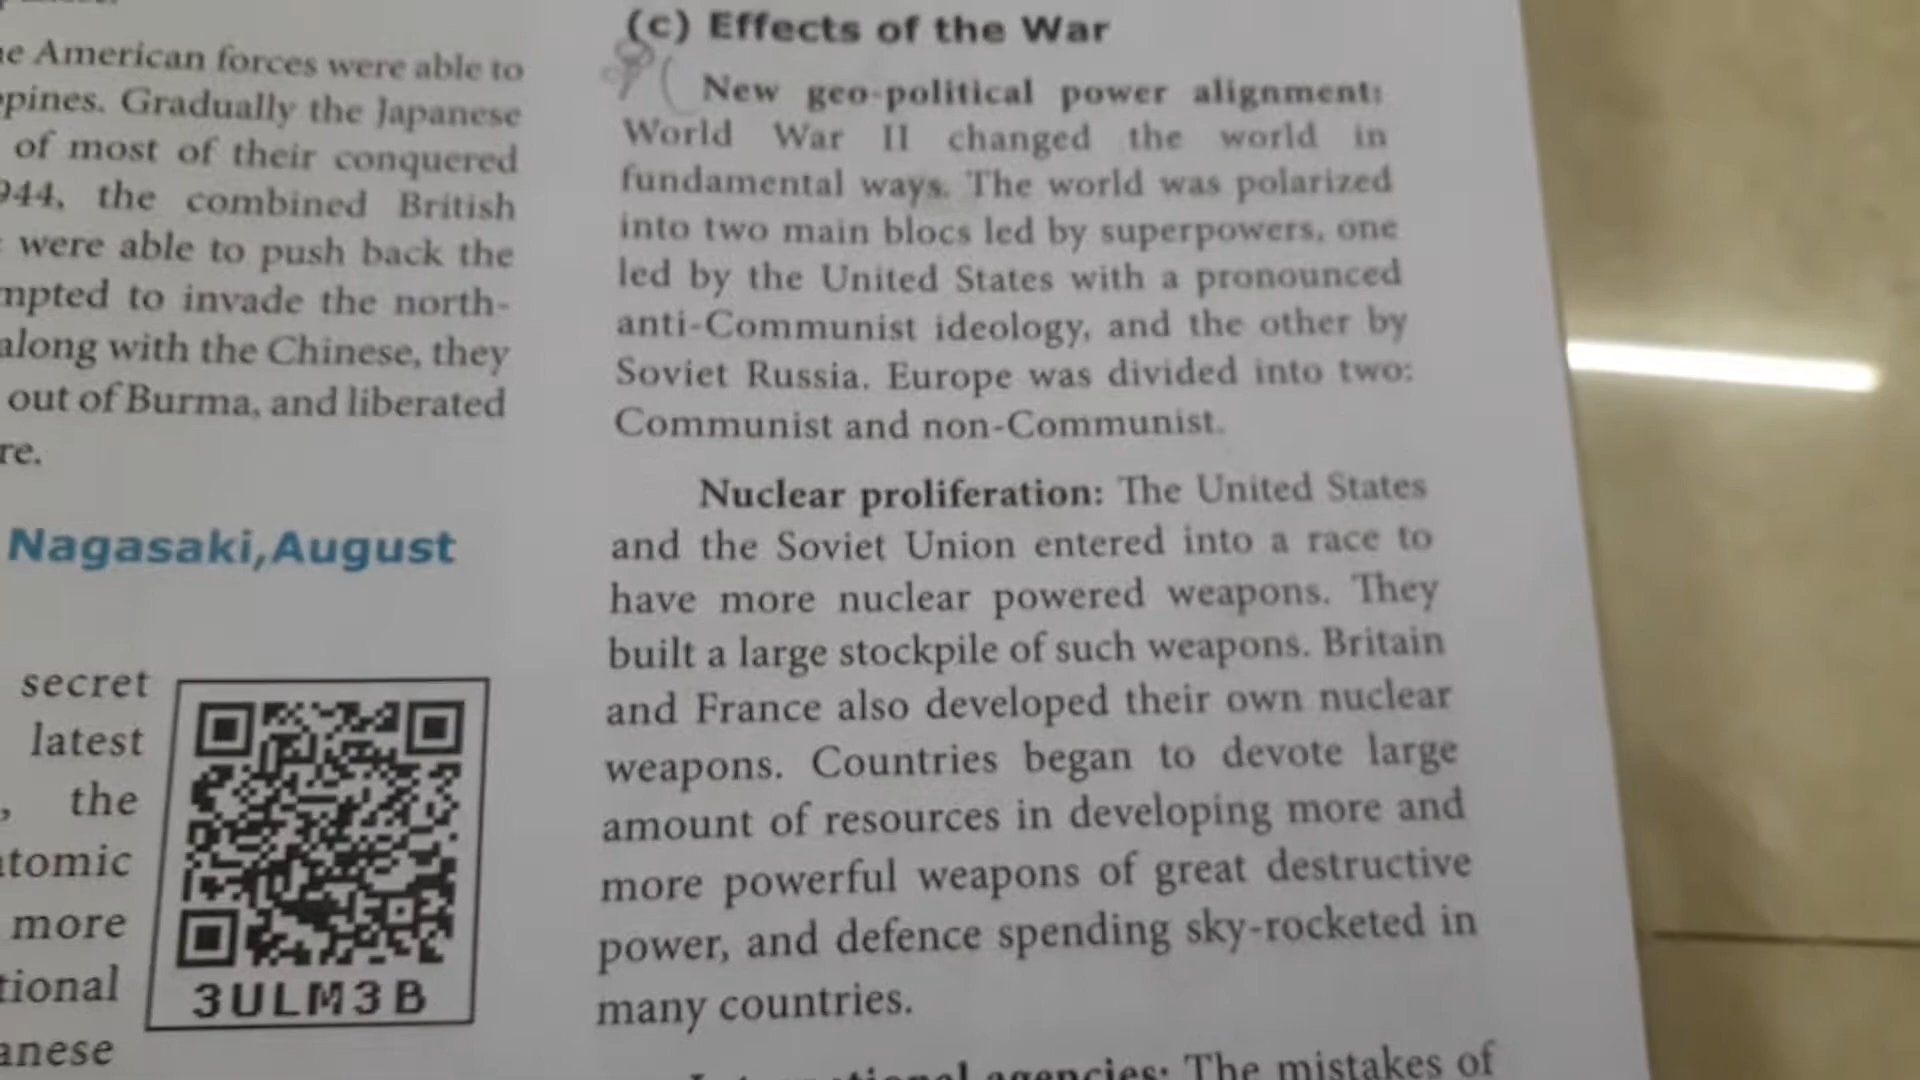 American forces were able to
Gradually the Japanese
of most of their conquered
the combined British
were able to push back the
to invade the north-
along with the Chinese, they
out of Burma, and liberated
Nagasaki,August
secret
latest
, the
more
3ULM3B
(c) Effects of the War
New geo-political power alignment:
World War II changed the world in
fundamental ways. The world was polarized
into two main blocs led by superpowers, one
led by the United States with a pronounced
anti-Communist ideology, and the other by
Soviet Russia. Europe was divided into two:
Communist and non-Communist.
Nuclear proliferation: The United States
and the Soviet Union entered into a race to
have more nuclear powered weapons. They
built a large stockpile of such weapons. Britain
and France also developed their own nuclear
weapons. Countries began to devote large
amount of resources in developing more and
more powerful weapons of great destructive
power, and defence spending sky-rocketed in
many countries.
agencies: The mistakes of